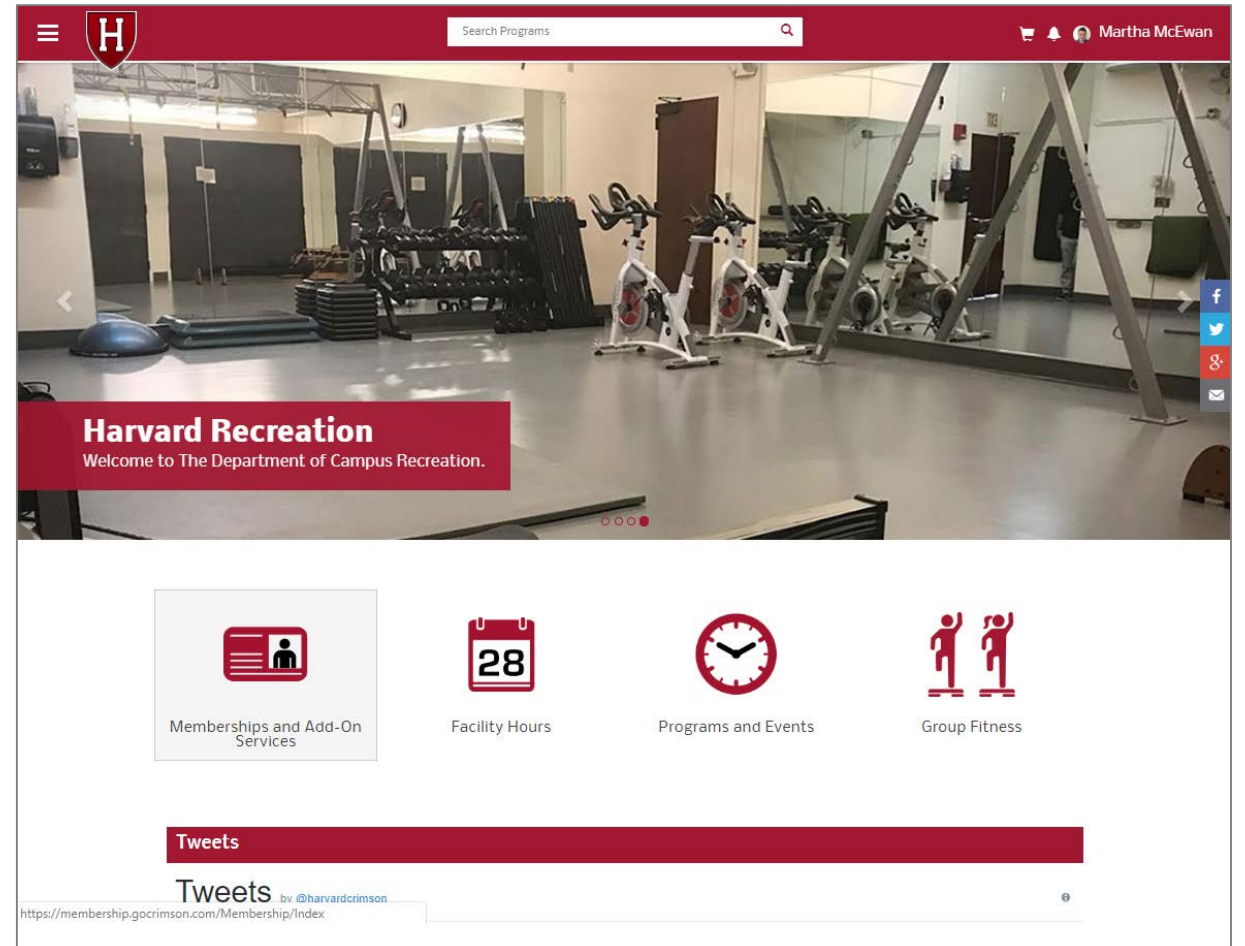 H
Search Programs
Martha McEwan
f
8+
Harvard Recreation
Welcome to The Department of Campus Recreation.
28
Memberships and Add-On
Services
Facility Hours
Programs and Events
Group Fitness
Tweets
Tweets by @harvardcrimson
https://membership.gocrimson.com/Membership/Index